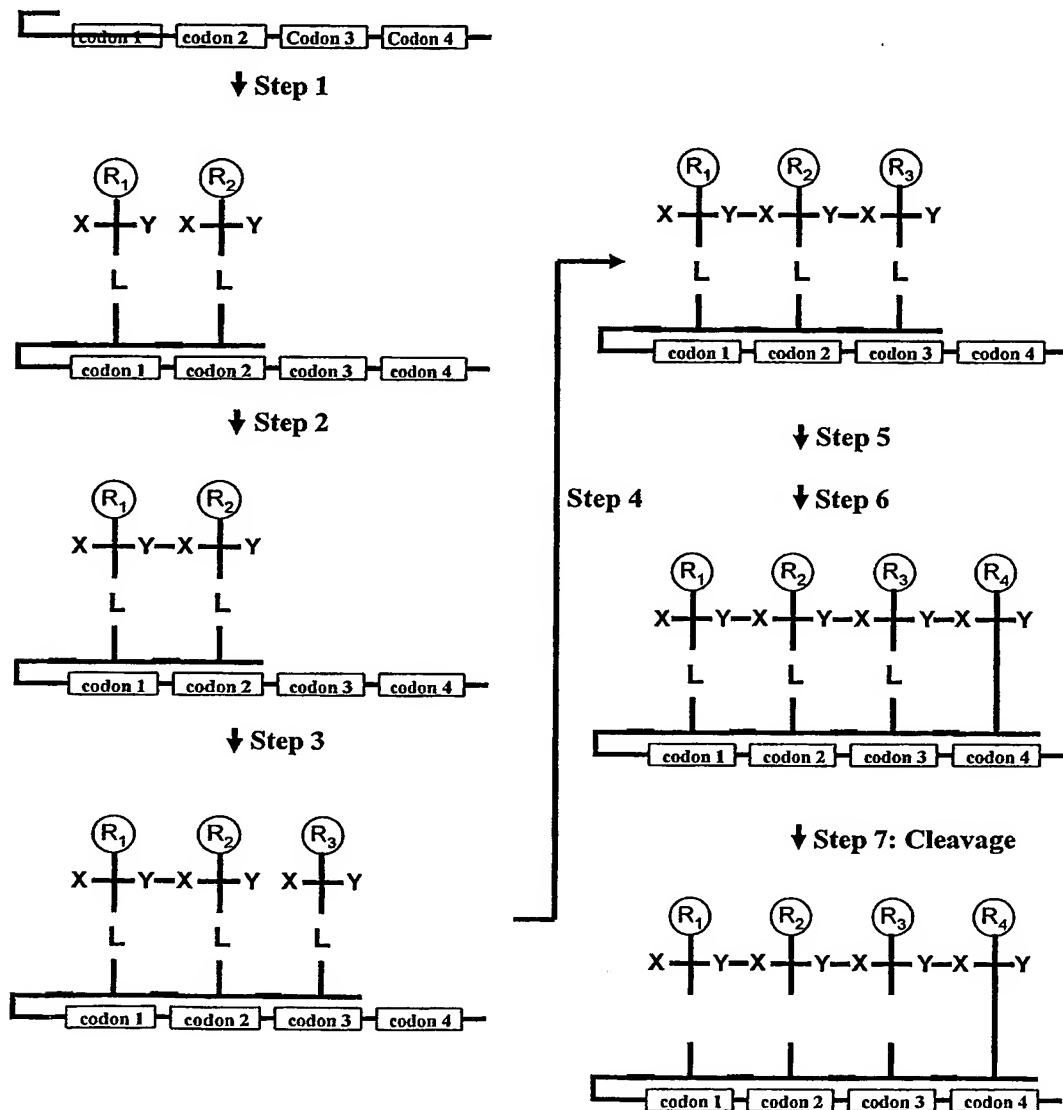 codon 1 codon 2 Codon 3 Codon 4
Step 1
R1 R2
X Y X Y
L L
codon 1 codon 2 codon 3 codon 4
Step 2
R1 R2
X Y-X Y
L L
codon 1 codon 2 codon 3 codon 4
Step 3
R1 R2 R3
X Y-X Y X Y
L L L
codon 1 codon 2 codon 3 codon 4
Step 4
R1 R2 R3
X Y-X Y-X Y
L L L
codon 1 codon 2 codon 3 codon 4
Step 5
Step 6
R1 R2 R3 R4
X Y-X Y-X Y-X Y
L L L
codon 1 codon 2 codon 3 codon 4
Step 7: Cleavage
R1 R2 R3 R4
X Y-X Y-X Y-X Y
codon 1 codon 2 codon 3 codon 4